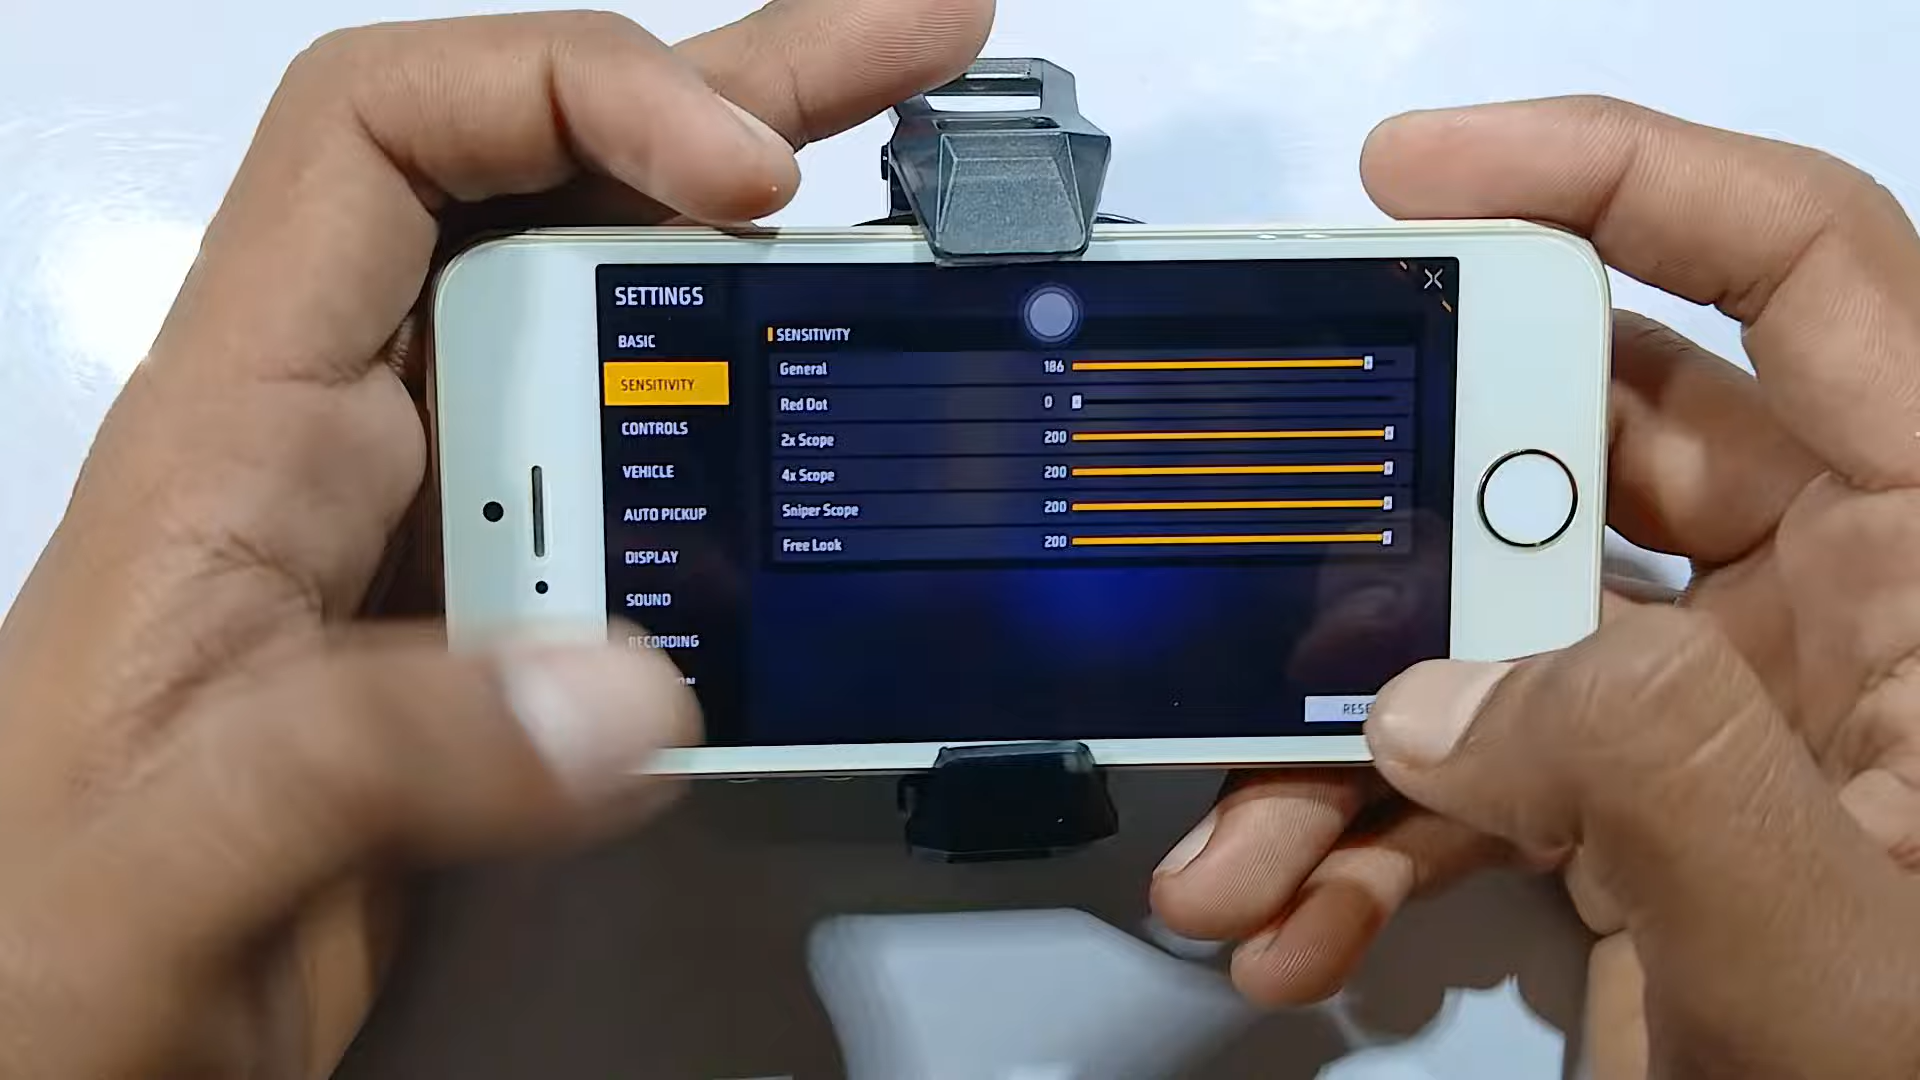 SETTINGS
BASIC
SENSITIVITY
CONTROLS
VEHICLE
AUTO PICKUP
DISPLAY
SOUND
RECORDING
SENSITIVITY
General 186
Red Dot 0
2x Scope 200
4x Scope 200
Sniper Scope 200
Free Look 200